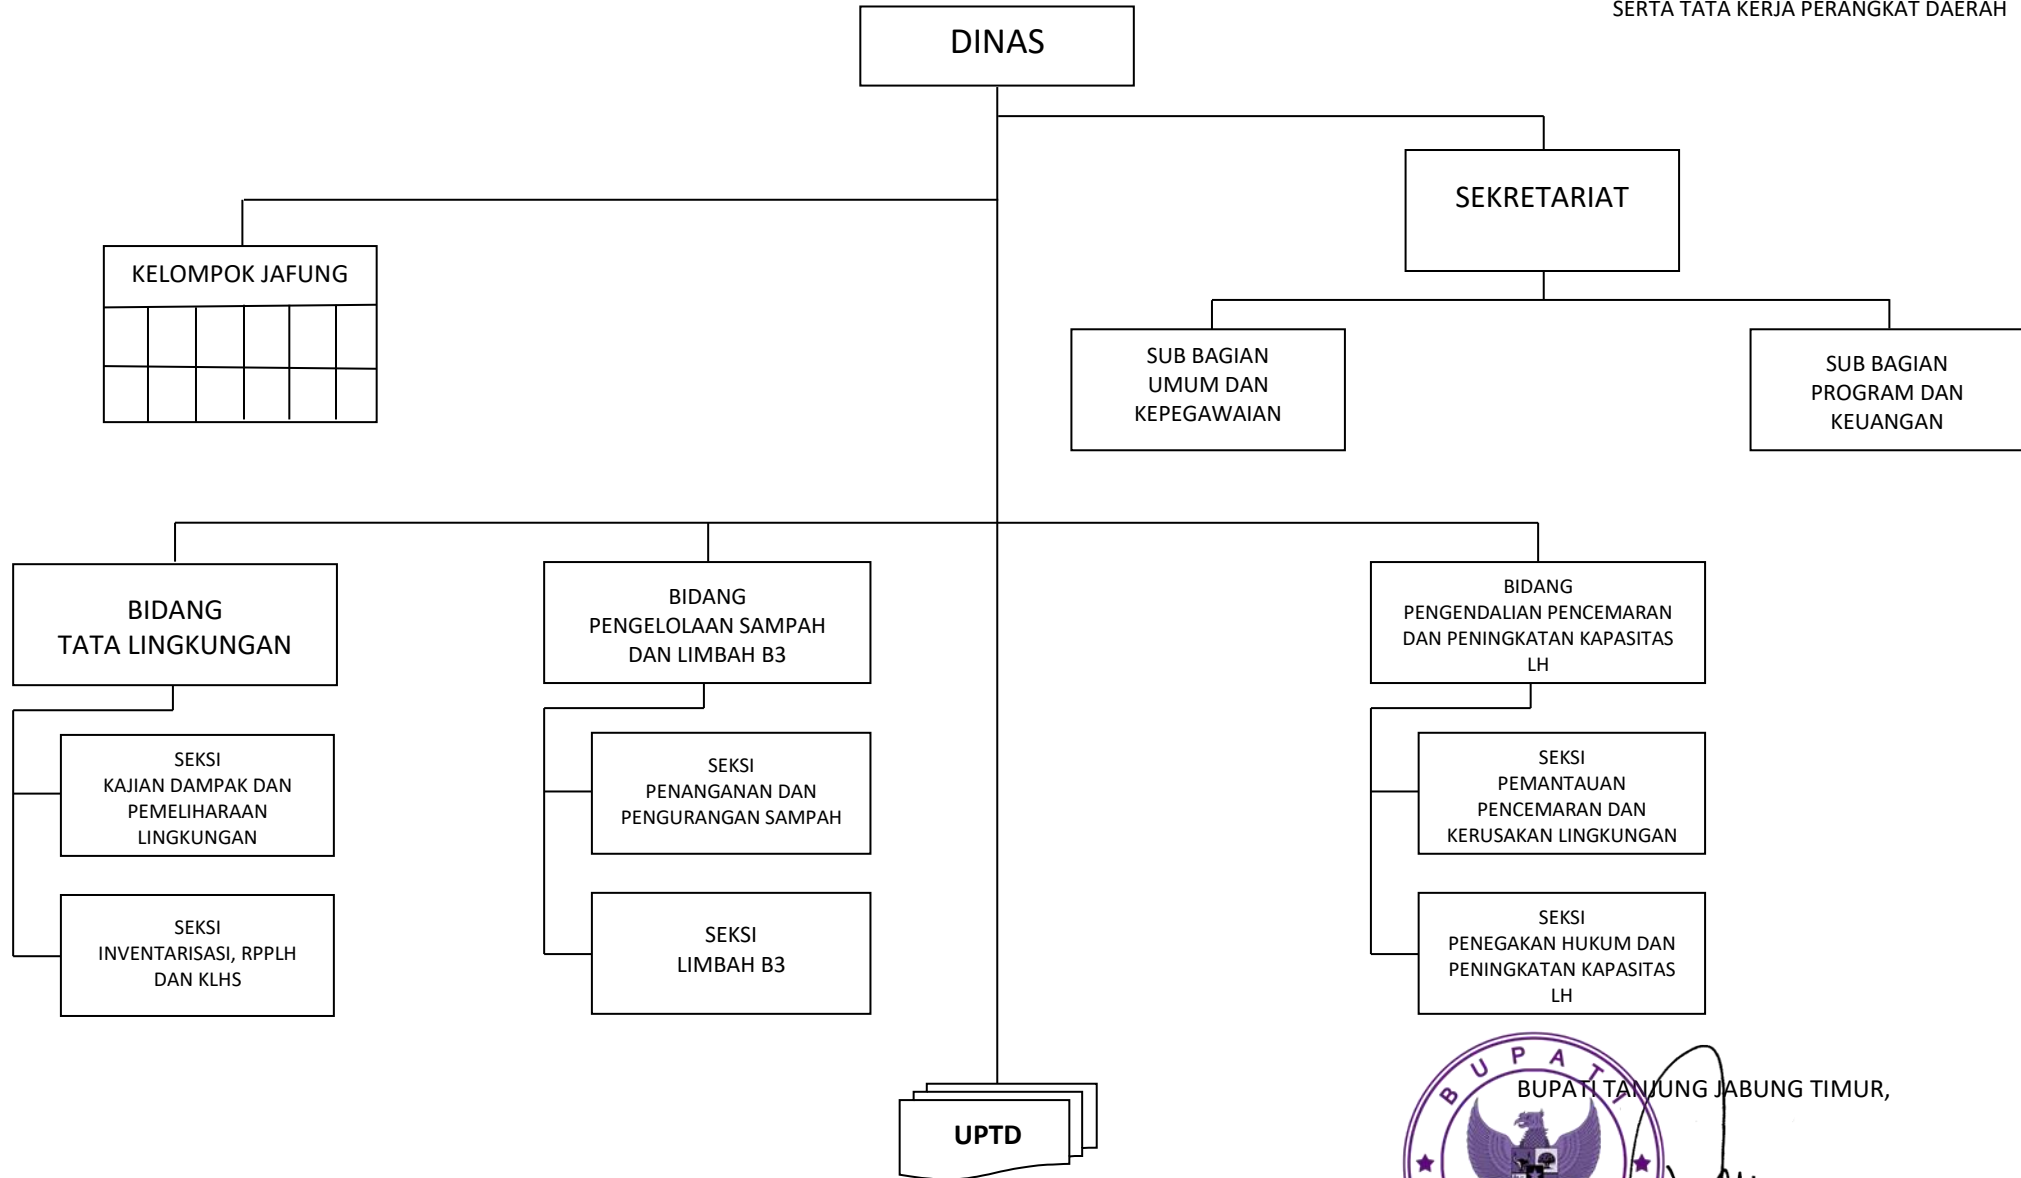 SERTA TATA KERJA PERANGKAT DAERAH
DINAS
SEKRETARIAT
KELOMPOK JAFUNG
SUB BAGIAN
UMUM DAN
KEPEGAWAIAN
SUB BAGIAN
PROGRAM DAN
KEUANGAN
BIDANG
TATA LINGKUNGAN
BIDANG
PENGELOLAAN SAMPAH
DAN LIMBAH B3
BIDANG
PENGENDALIAN PENCEMARAN
DAN PENINGKATAN KAPASITAS
LH
SEKSI
KAJIAN DAMPAK DAN
PEMELIHARAAN
LINGKUNGAN
SEKSI
PENANGANAN DAN
PENGURANGAN SAMPAH
SEKSI
PEMANTAUAN
PENCEMARAN DAN
KERUSAKAN LINGKUNGAN
SEKSI
INVENTARISASI, RPPLH
DAN KLHS
SEKSI
LIMBAH B3
SEKSI
PENEGAKAN HUKUM DAN
PENINGKATAN KAPASITAS
LH
UPTD
BUPATI TANJUNG JABUNG TIMUR,
BUPATI